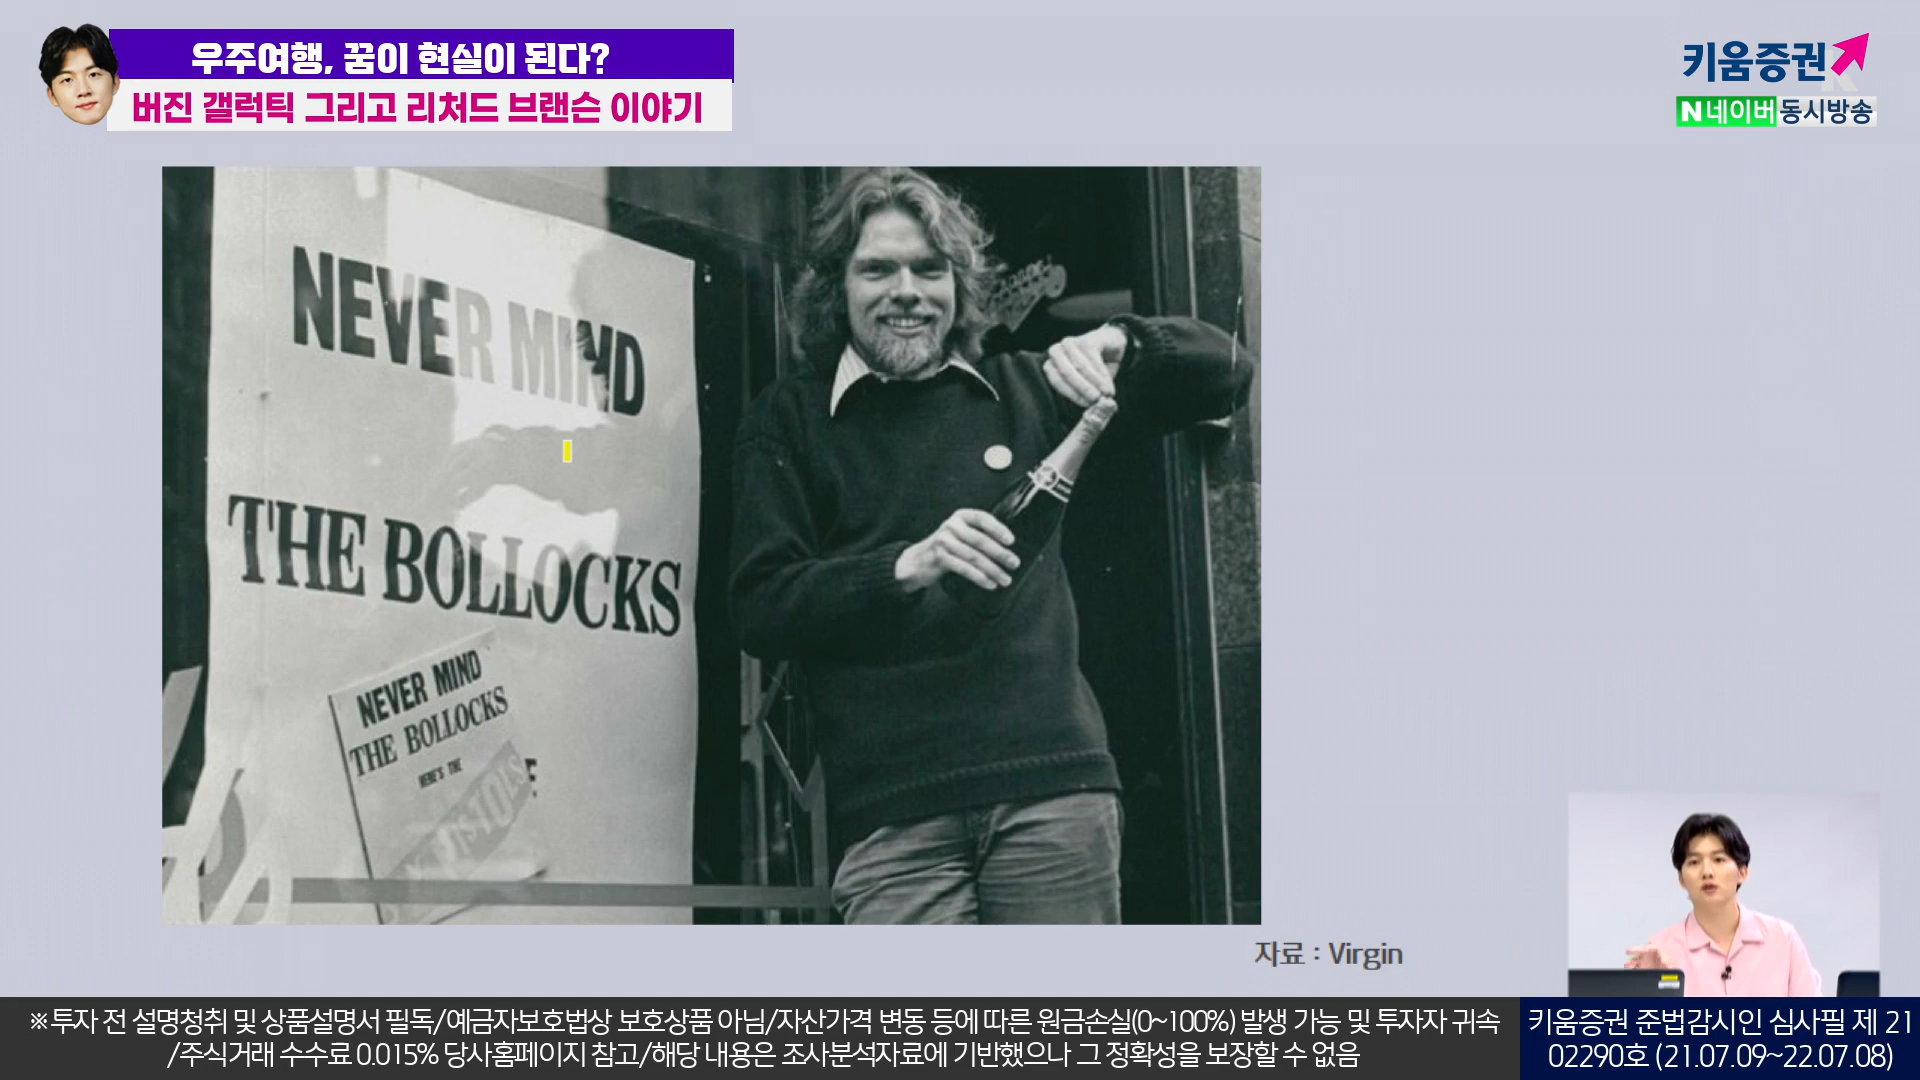 우주여행, 꿈이 현실이 된다?
버진 갤럭틱 그리고 리처드 브랜슨 이야기
키움증권
N네이버 동시방송
NEVER MIND
THE BOLLOCKS
NEVER MIND
THE BOLLOCKS
HERE'S THE
자료 : Virgin
※투자 전 설명청취 및 상품설명서 필독/예금자보호법상 보호상품 아님/자산가격 변동 등에 따른 원금손실(0~100%) 발생 가능 및 투자자 귀속
/주식거래 수수료 0.015% 당사홈페이지 참고/해당 내용은 조사분석자료에 기반했으나 그 정확성을 보장할 수 없음
키움증권 준법감시인 심사필 제 21
02290호 (21.07.09~22.07.08)